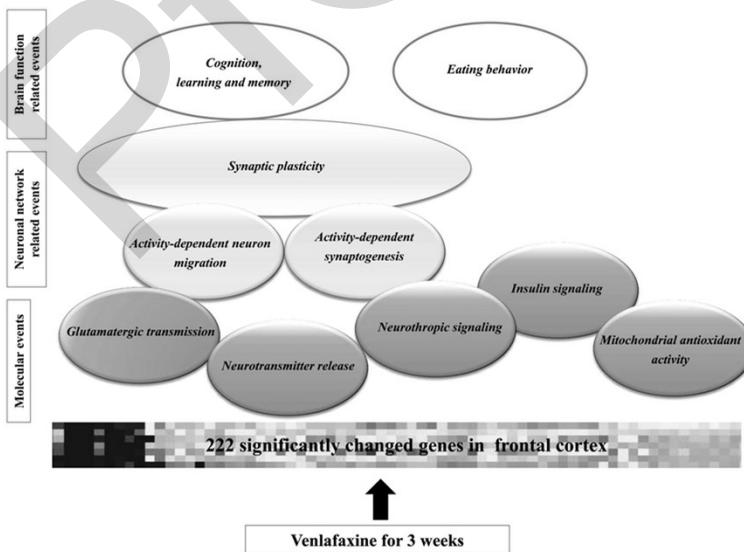 Brain function
related events
Cognition,
learning and memory
Eating behavior
Neuronal network
related events
Synaptic plasticity
Activity-dependent neuron
migration
Activity-dependent
synaptogenesis
Molecular events
Insulin signaling
Glutamatergic transmission
Neurothropic signaling
Mitochondrial antioxidant
activity
Neurotransmitter release
222 significantly changed genes in frontal cortex
Venlafaxine for 3 weeks